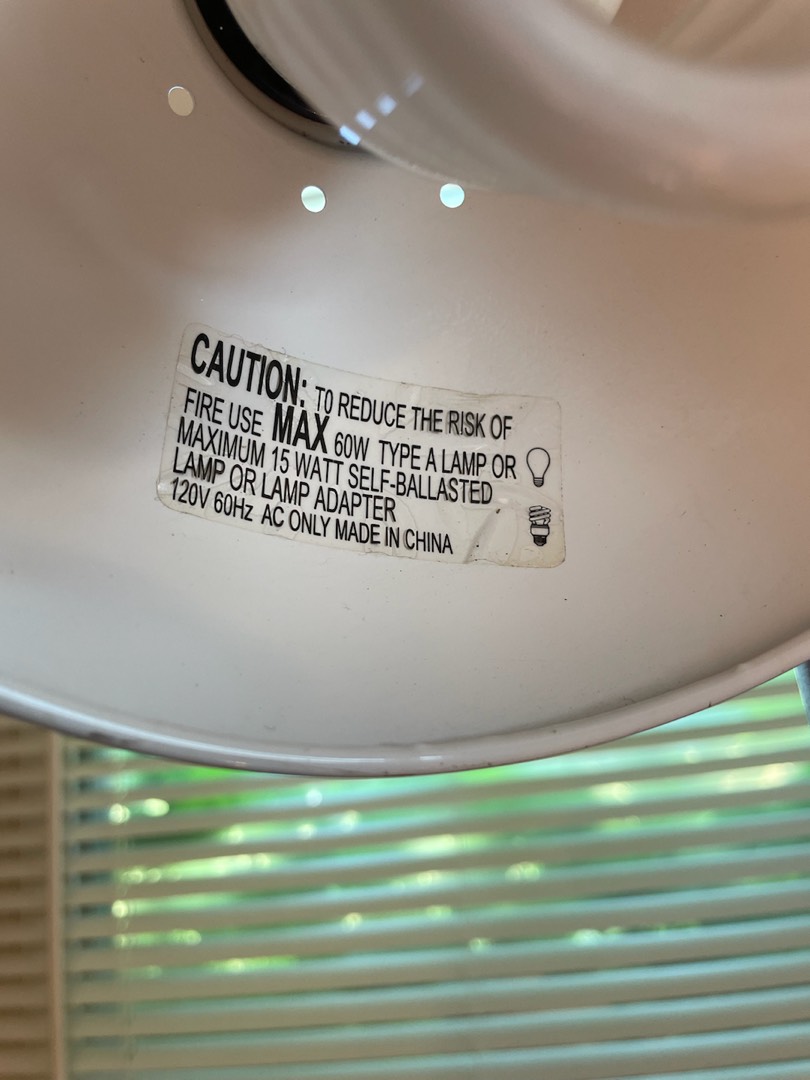 CAUTION: TO REDUCE THE RISK OF
FIRE USE MAX 60W TYPE A LAMP OR
MAXIMUM 15 WATT SELF-BALLASTED
LAMP OR LAMP ADAPTER
120V 60Hz AC ONLY MADE IN CHINA